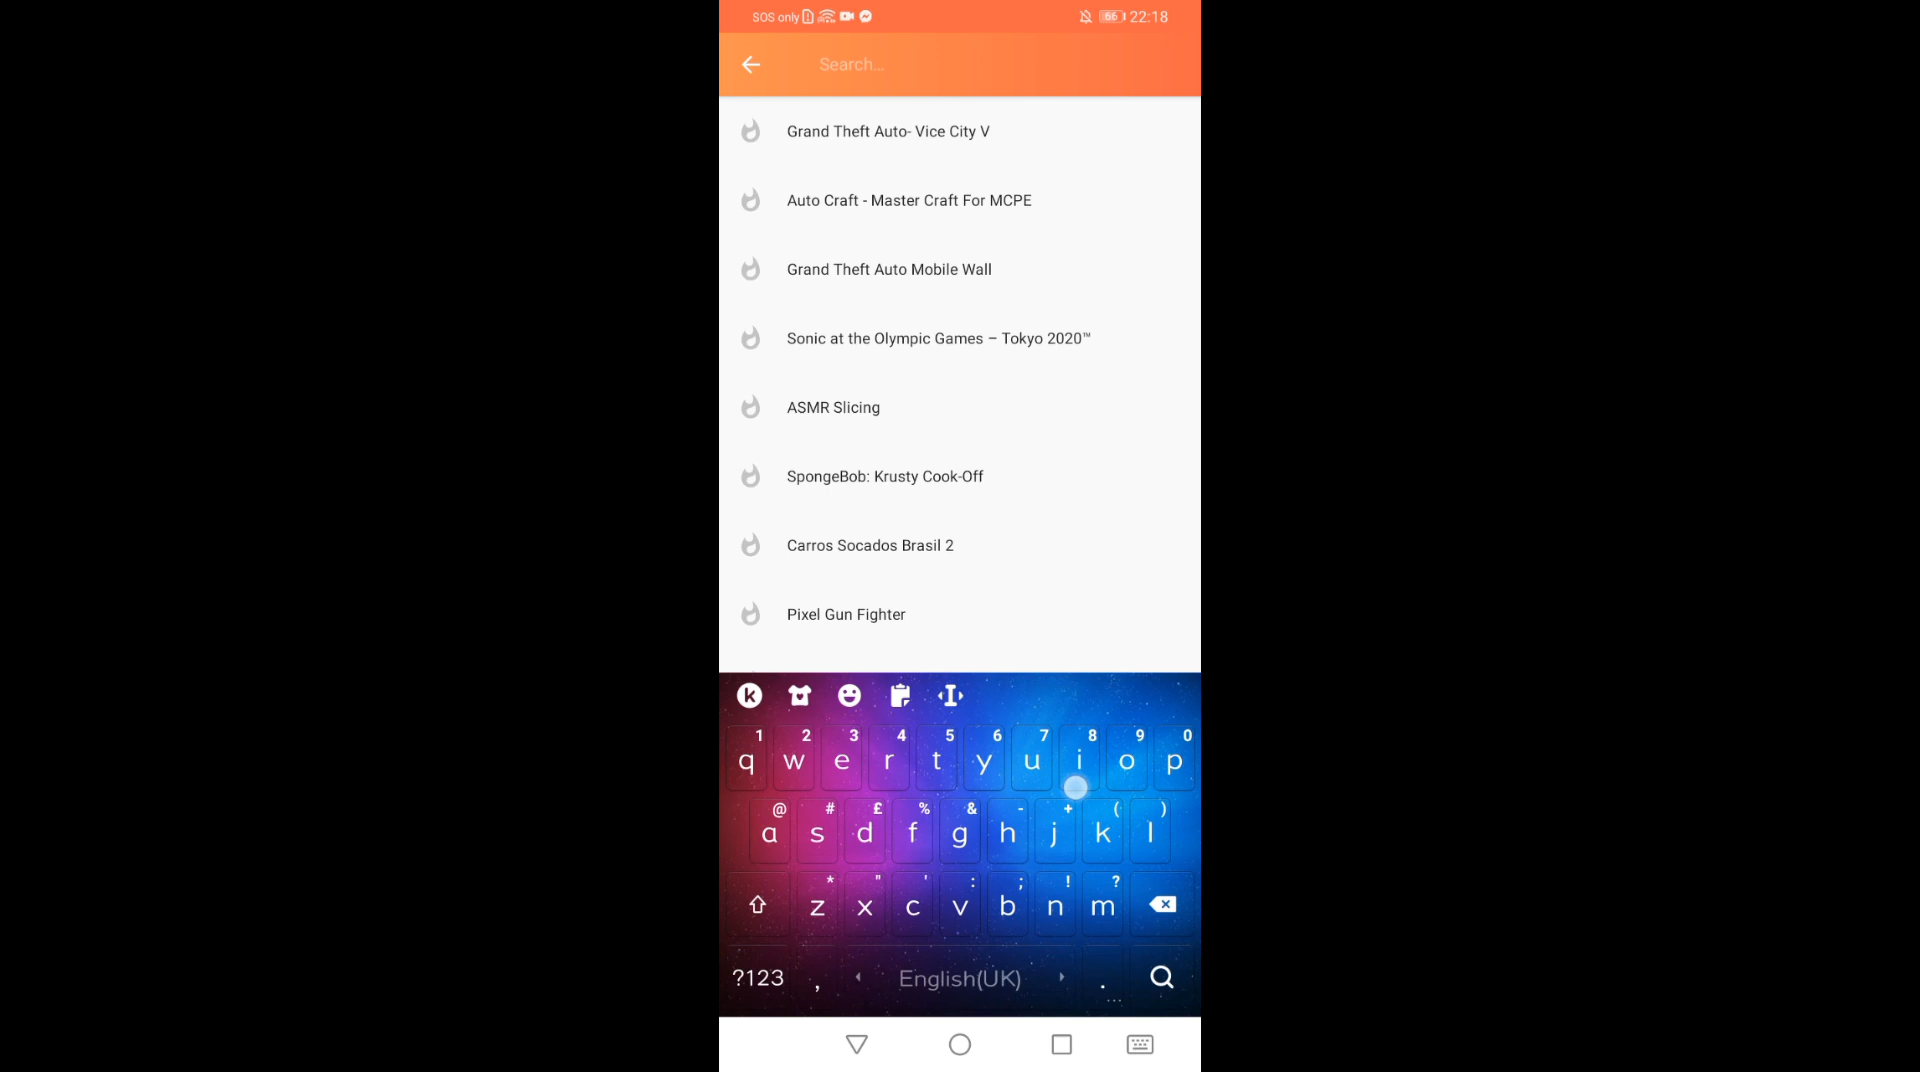 SOS only 66 22:18
Search...
Grand Theft Auto- Vice City V
Auto Craft - Master Craft For MCPE
Grand Theft Auto Mobile Wall
Sonic at the Olympic Games – Tokyo 2020™
ASMR Slicing
SpongeBob: Krusty Cook-Off
Carros Socados Brasil 2
Pixel Gun Fighter
k
1 2 3 4 5 6 7 8 9 0
q w e r t y u i o p
@ # £ % & - + ( )
a s d f g h j k l
* " ' : ; ! ?
z x c v b n m
?123 , English(UK) . ...